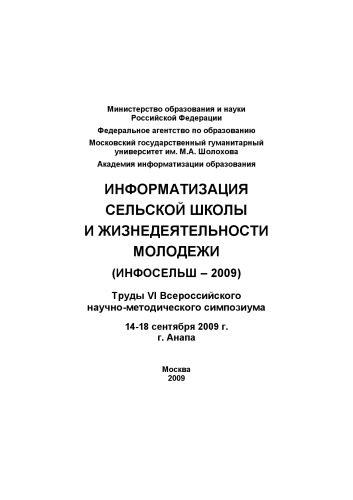 Министерство образования и науки
Российской Федерации
Федеральное агентство по образованию
Московский государственный гуманитарный
университет им. М.А. Шолохова
Академия информатизации образования
ИНФОРМАТИЗАЦИЯ
СЕЛЬСКОЙ ШКОЛЫ
И ЖИЗНЕДЕЯТЕЛЬНОСТИ
МОЛОДЕЖИ
(ИНФОСЕЛЬШ – 2009)
Труды VI Всероссийского
научно-методического симпозиума
14-18 сентября 2009 г.
г. Анапа
Москва
2009